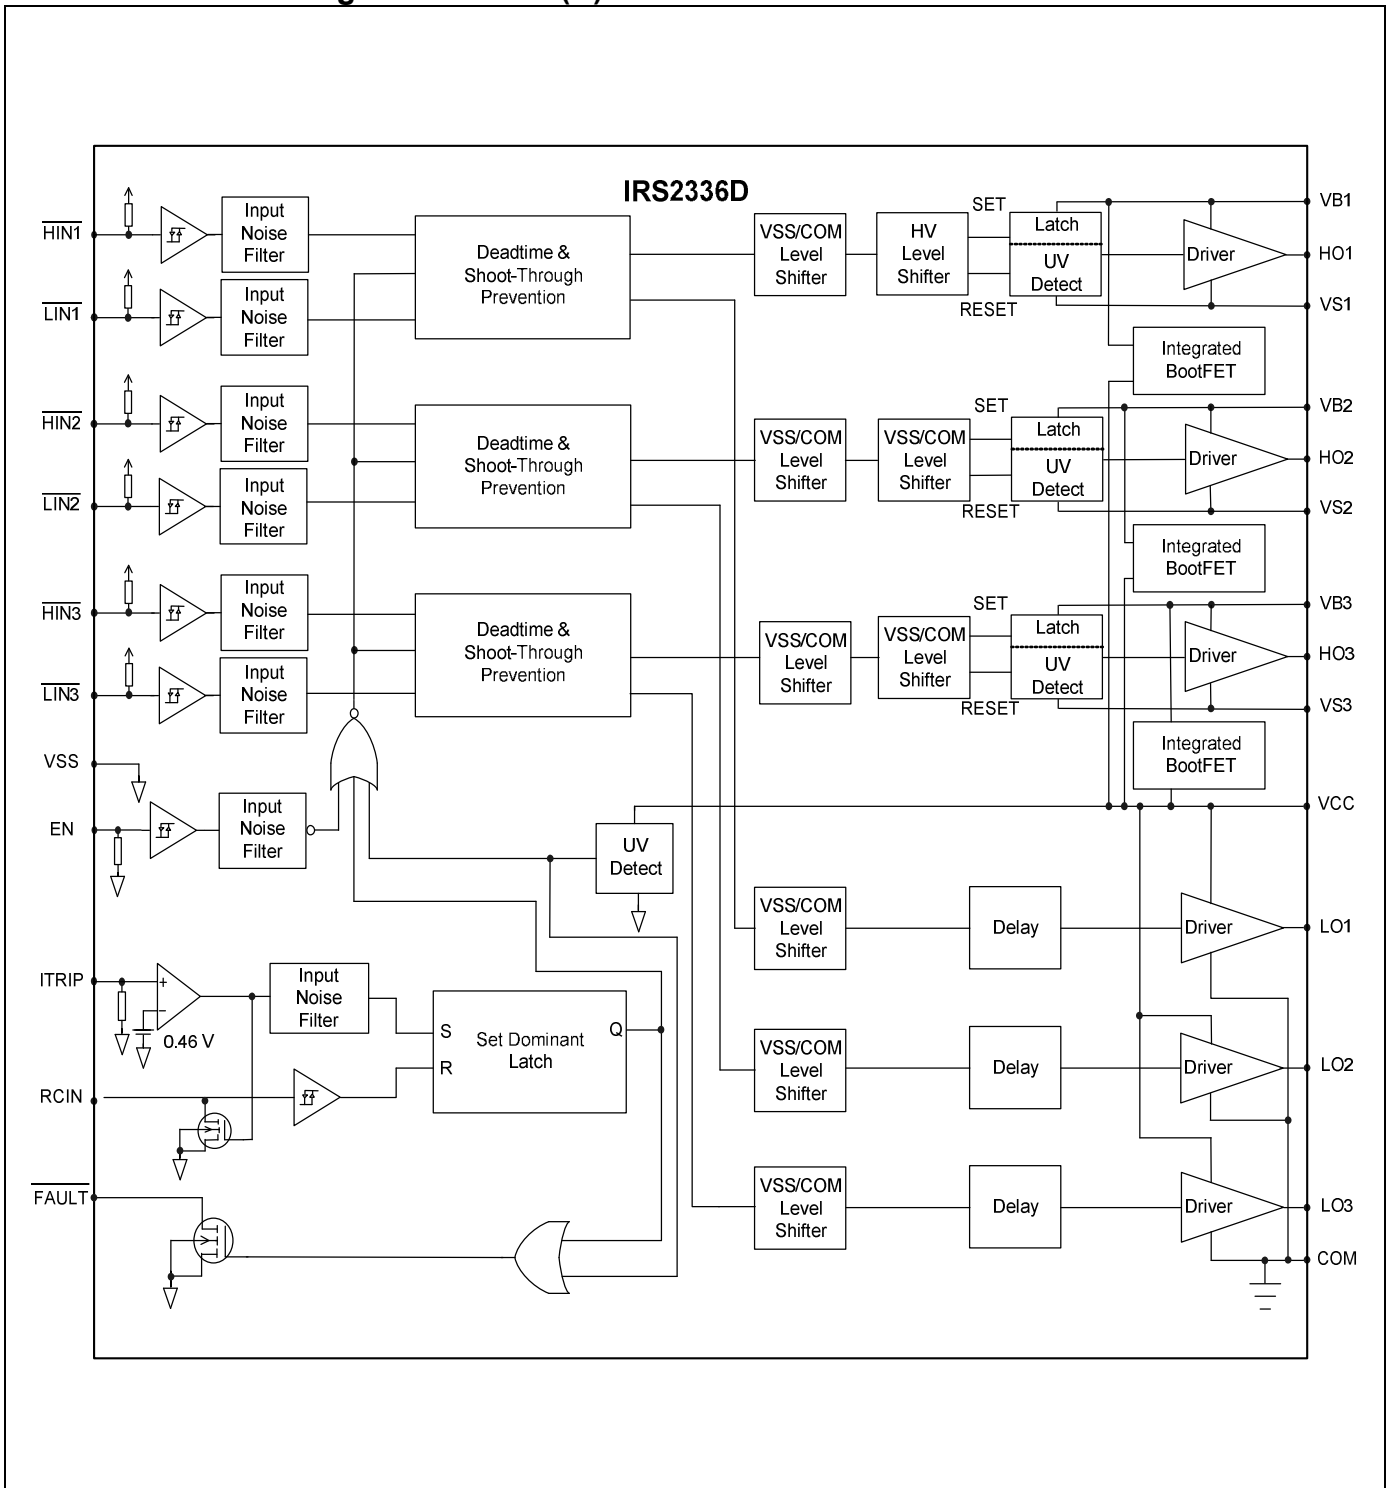 IRS2336D
HIN1
Input
Noise
Filter
LIN1
Input
Noise
Filter
Deadtime &
Shoot-Through
Prevention
VSS/COM
Level
Shifter
HV
Level
Shifter
SET
RESET
Latch
UV
Detect
Driver
VB1
HO1
VS1
Integrated
BootFET
HIN2
Input
Noise
Filter
LIN2
Input
Noise
Filter
Deadtime &
Shoot-Through
Prevention
VSS/COM
Level
Shifter
VSS/COM
Level
Shifter
SET
RESET
Latch
UV
Detect
Driver
VB2
HO2
VS2
Integrated
BootFET
HIN3
Input
Noise
Filter
LIN3
Input
Noise
Filter
Deadtime &
Shoot-Through
Prevention
VSS/COM
Level
Shifter
VSS/COM
Level
Shifter
SET
RESET
Latch
UV
Detect
Driver
VB3
HO3
VS3
Integrated
BootFET
VSS
VCC
EN
Input
Noise
Filter
UV
Detect
VSS/COM
Level
Shifter
Delay
Driver
LO1
ITRIP
+
−
0.46 V
Input
Noise
Filter
S
R
Set Dominant
Latch
Q
VSS/COM
Level
Shifter
Delay
Driver
LO2
RCIN
FAULT
VSS/COM
Level
Shifter
Delay
Driver
LO3
COM